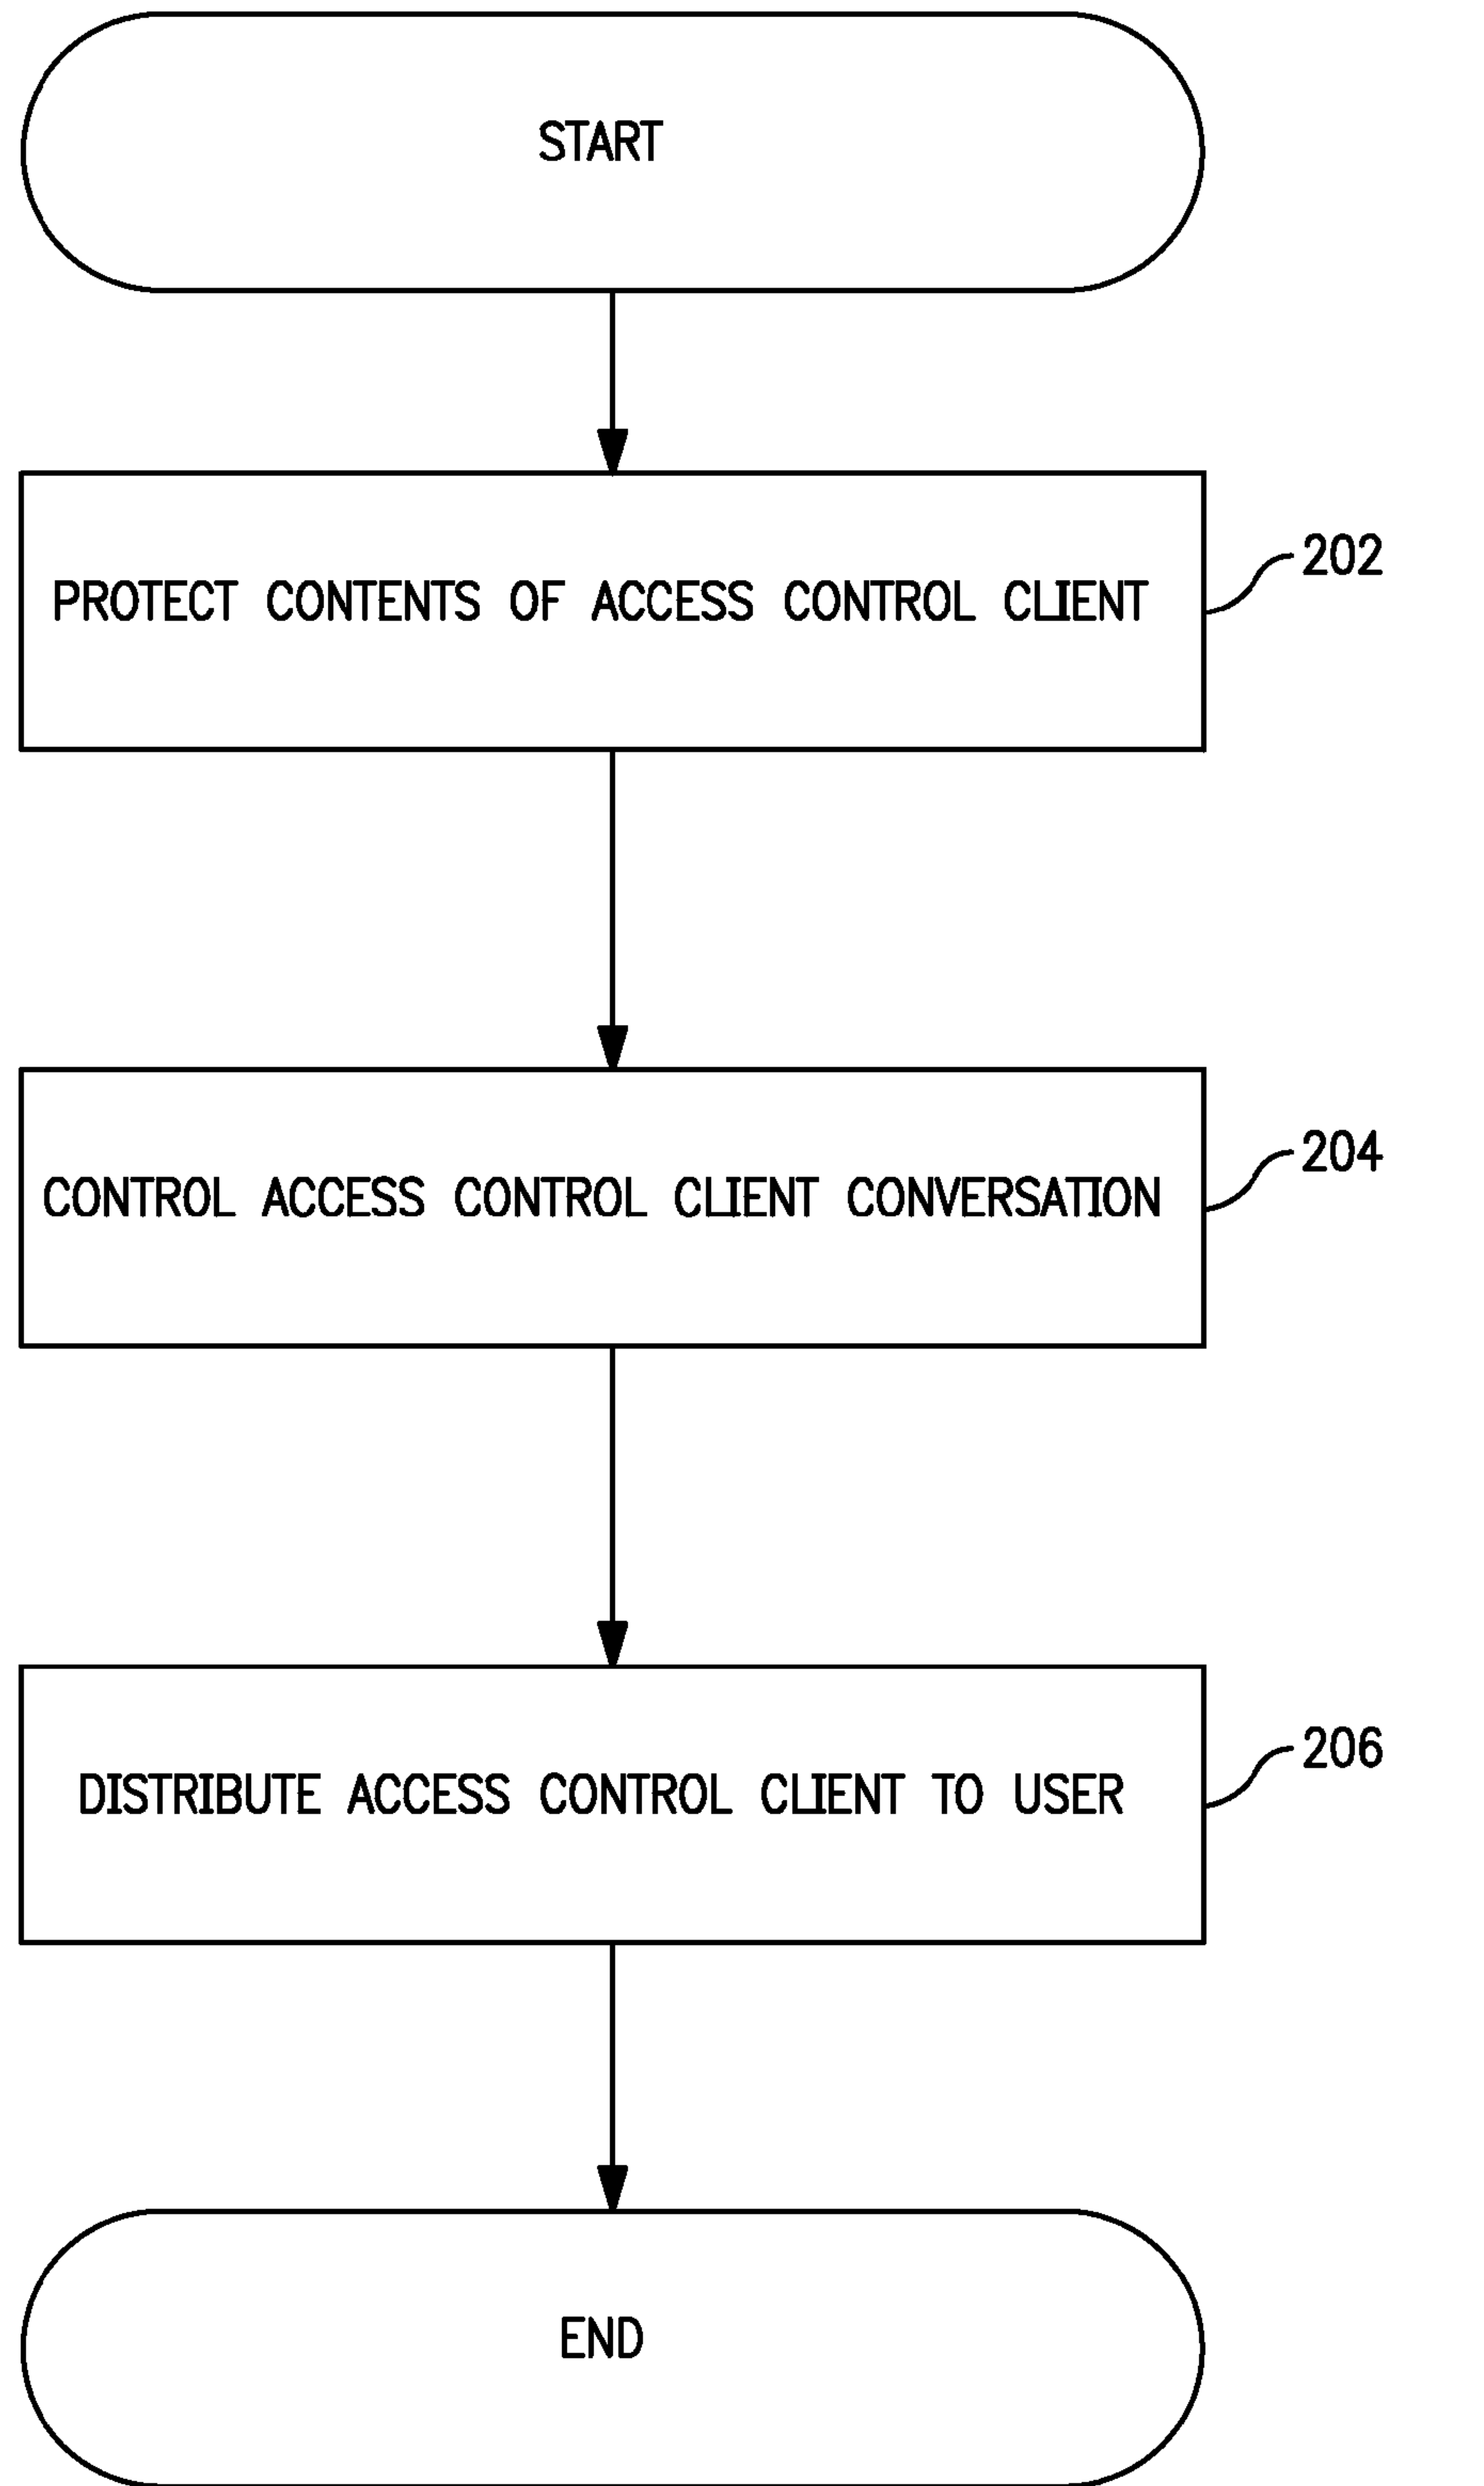 START
PROTECT CONTENTS OF ACCESS CONTROL CLIENT
202
CONTROL ACCESS CONTROL CLIENT CONVERSATION
204
DISTRIBUTE ACCESS CONTROL CLIENT TO USER
206
END